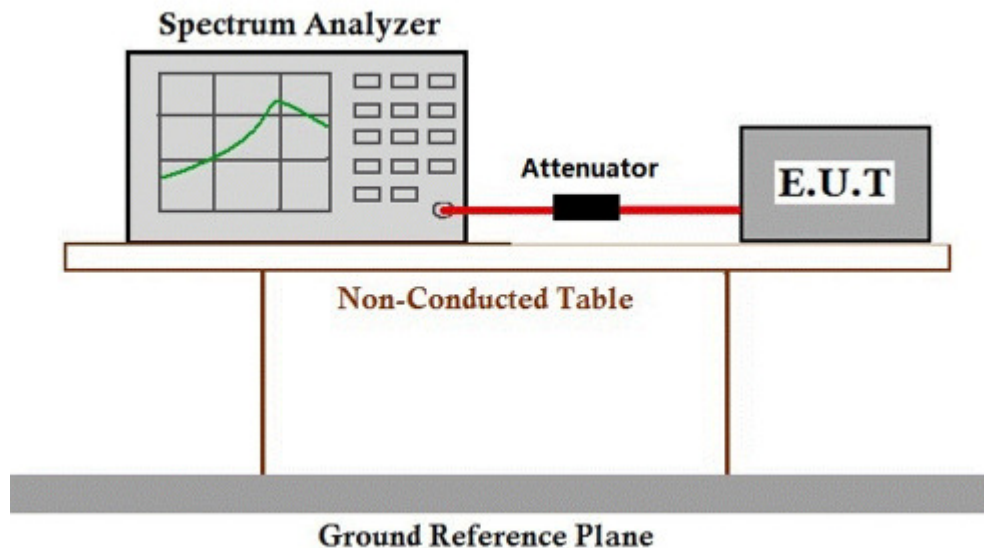 Spectrum Analyzer
Attenuator
E.U.T
Non-Conducted Table
Ground Reference Plane